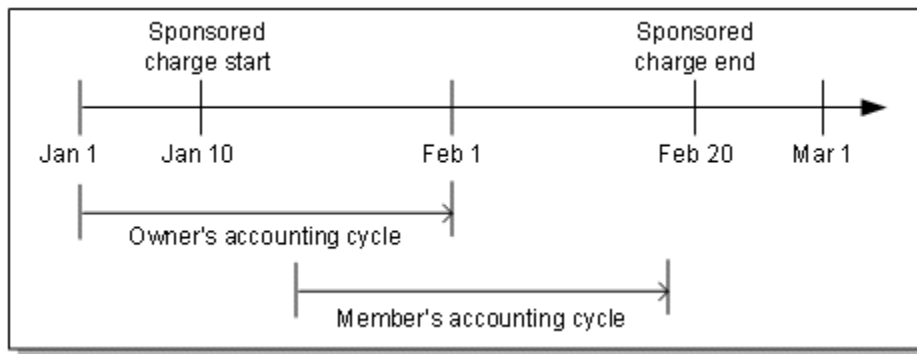 Sponsored
charge start
Sponsored
charge end
Jan 1
Jan 10
Feb 1
Feb 20
Mar 1
Owner's accounting cycle
Member's accounting cycle